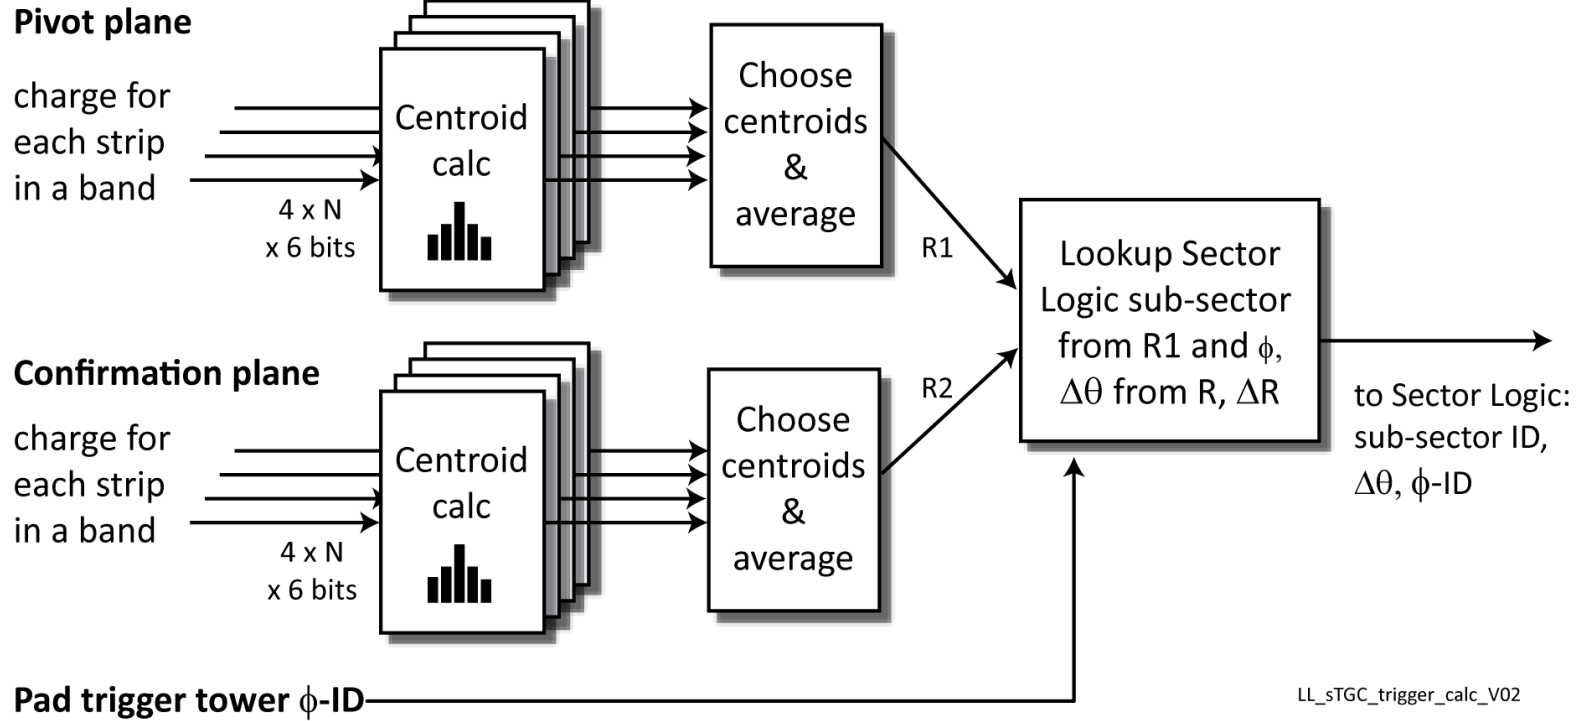 Pivot plane
charge for
each strip
in a band
4 x N
x 6 bits
Centroid
calc
Choose
centroids
&
average
R1
Lookup Sector
Logic sub-sector
from R1 and ϕ,
Δθ from R, ΔR
to Sector Logic:
sub-sector ID,
Δθ, ϕ-ID
Confirmation plane
charge for
each strip
in a band
4 x N
x 6 bits
Centroid
calc
Choose
centroids
&
average
R2
Pad trigger tower ϕ-ID
LL_sTGC_trigger_calc_V02